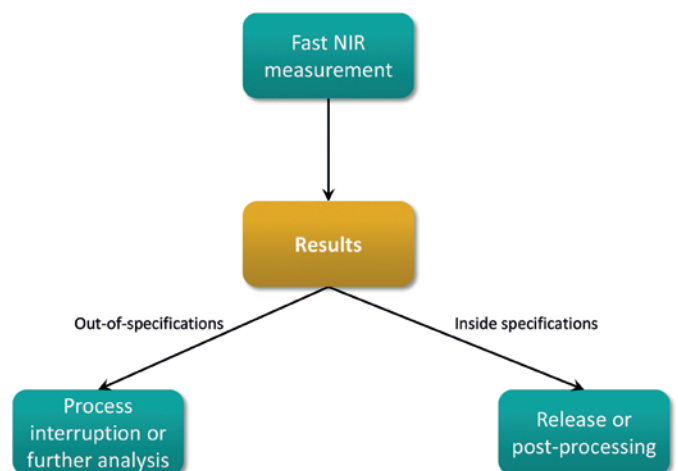 Fast NIR
measurement
Results
Out-of-specifications
Inside specifications
Process
interruption or
further analysis
Release or
post-processing